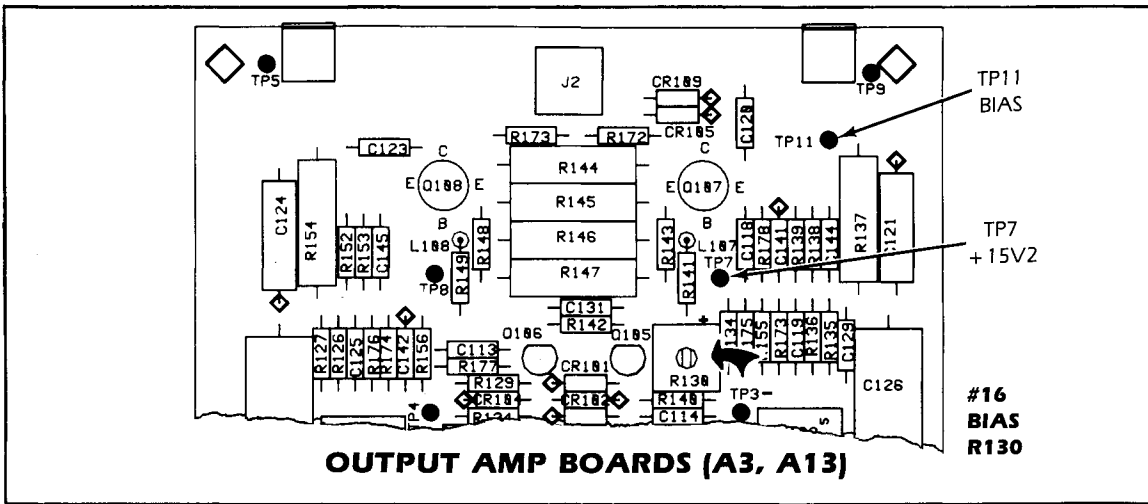 TP5
J2
CR109
CR105
C120
TP9
TP11
BIAS
TP11
R173
R172
C123
C
C
R144
E Q108 E
E Q107 E
R145
B
B
C124
R154
R152
R153
C145
L108
R148
R149
TP8
R146
R147
R143
L107
R141
TP7
C118
R178
C141
R139
R138
R144
R137
C121
TP7
+15V2
C131
R142
Q106
Q105
+
R127
R126
C125
R176
R174
C142
R156
C113
R177
R129
CR104
R134
CR101
CR102
R130
R140
C114
R173
C119
R136
R135
C129
C126
TP4
TP3-
#16
BIAS
R130
OUTPUT AMP BOARDS (A3, A13)